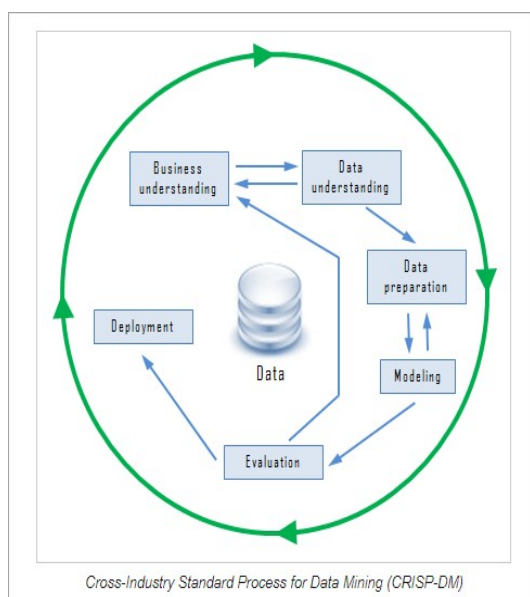 Business
understanding
Data
understanding
Data
preparation
Modeling
Evaluation
Deployment
Data
Cross-Industry Standard Process for Data Mining (CRISP-DM)